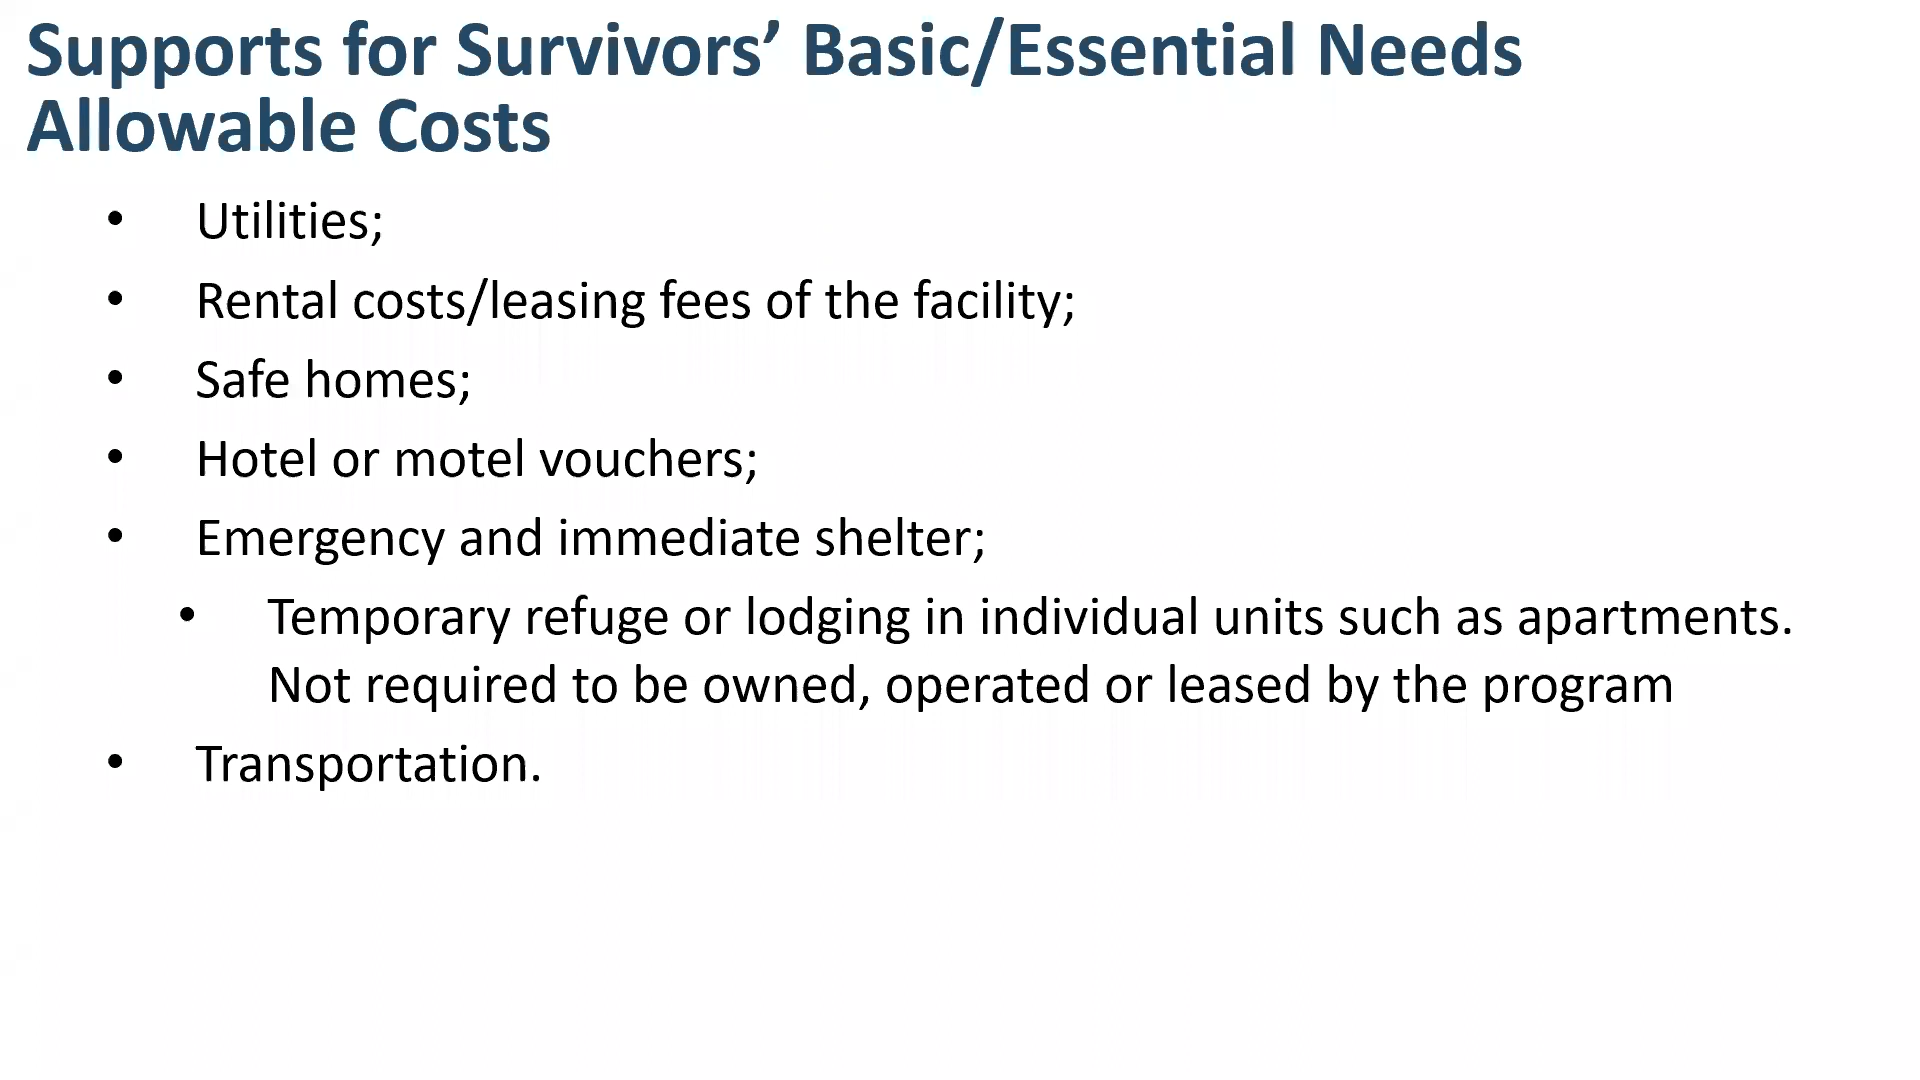 Supports for Survivors’ Basic/Essential Needs
Allowable Costs
• Utilities;
• Rental costs/leasing fees of the facility;
• Safe homes;
• Hotel or motel vouchers;
• Emergency and immediate shelter;
• Temporary refuge or lodging in individual units such as apartments.
Not required to be owned, operated or leased by the program
• Transportation.